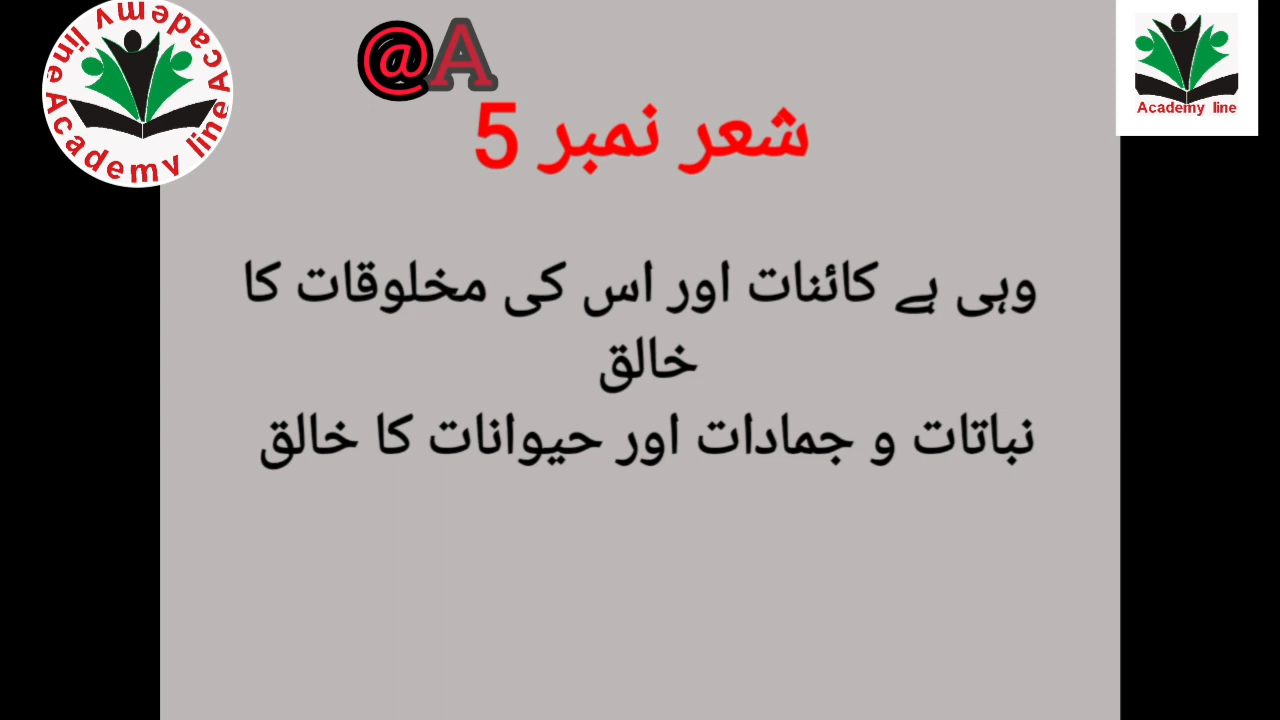 Academy line Academy line
@A
Academy line
شعر نمبر 5
وہی ہے کائنات اور اس کی مخلوقات کا
خالق
نباتات و جمادات اور حیوانات کا خالق